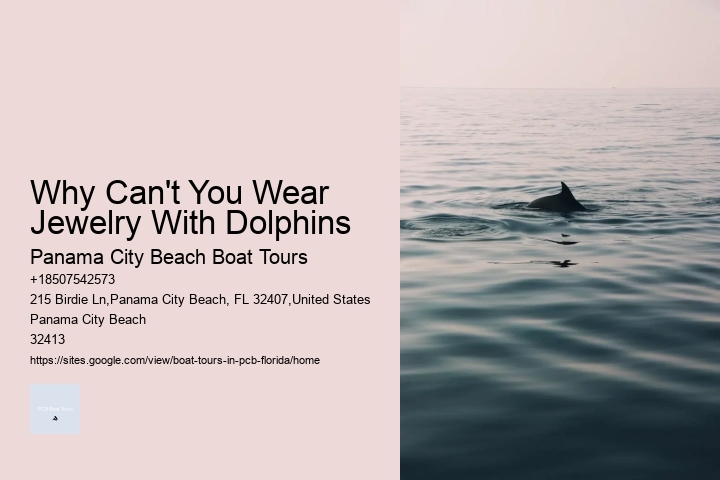 Why Can't You Wear
Jewelry With Dolphins
Panama City Beach Boat Tours
+18507542573
215 Birdie Ln,Panama City Beach, FL 32407,United States
Panama City Beach
32413
https://sites.google.com/view/boat-tours-in-pcb-florida/home